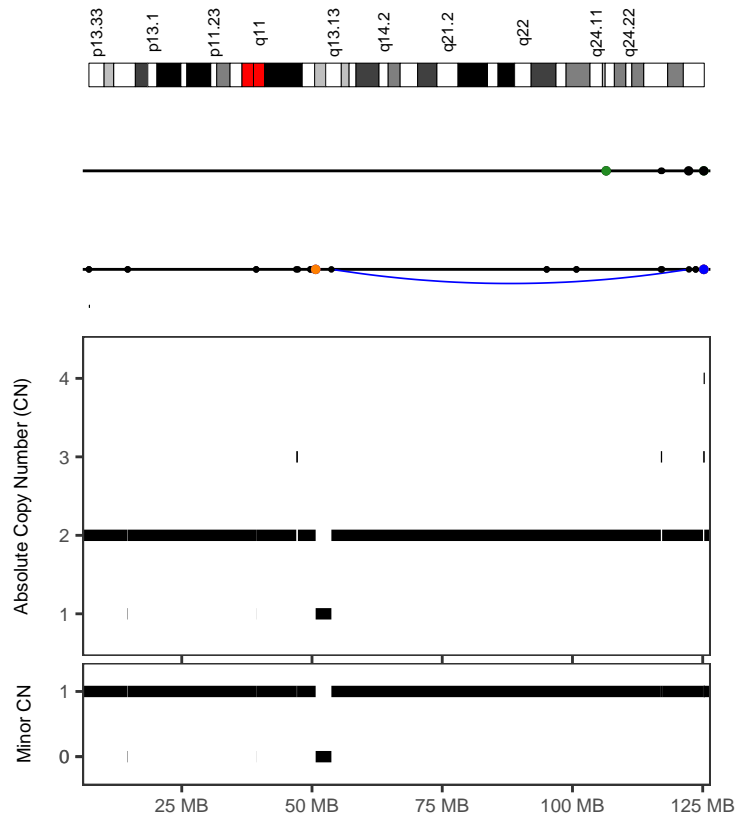 p13.33 p13.1 p11.23 q11 q13.13 q14.2 q21.2 q22 q24.11 q24.22
Absolute Copy Number (CN)
4
3
2
1
Minor CN
1
0
25 MB 50 MB 75 MB 100 MB 125 MB